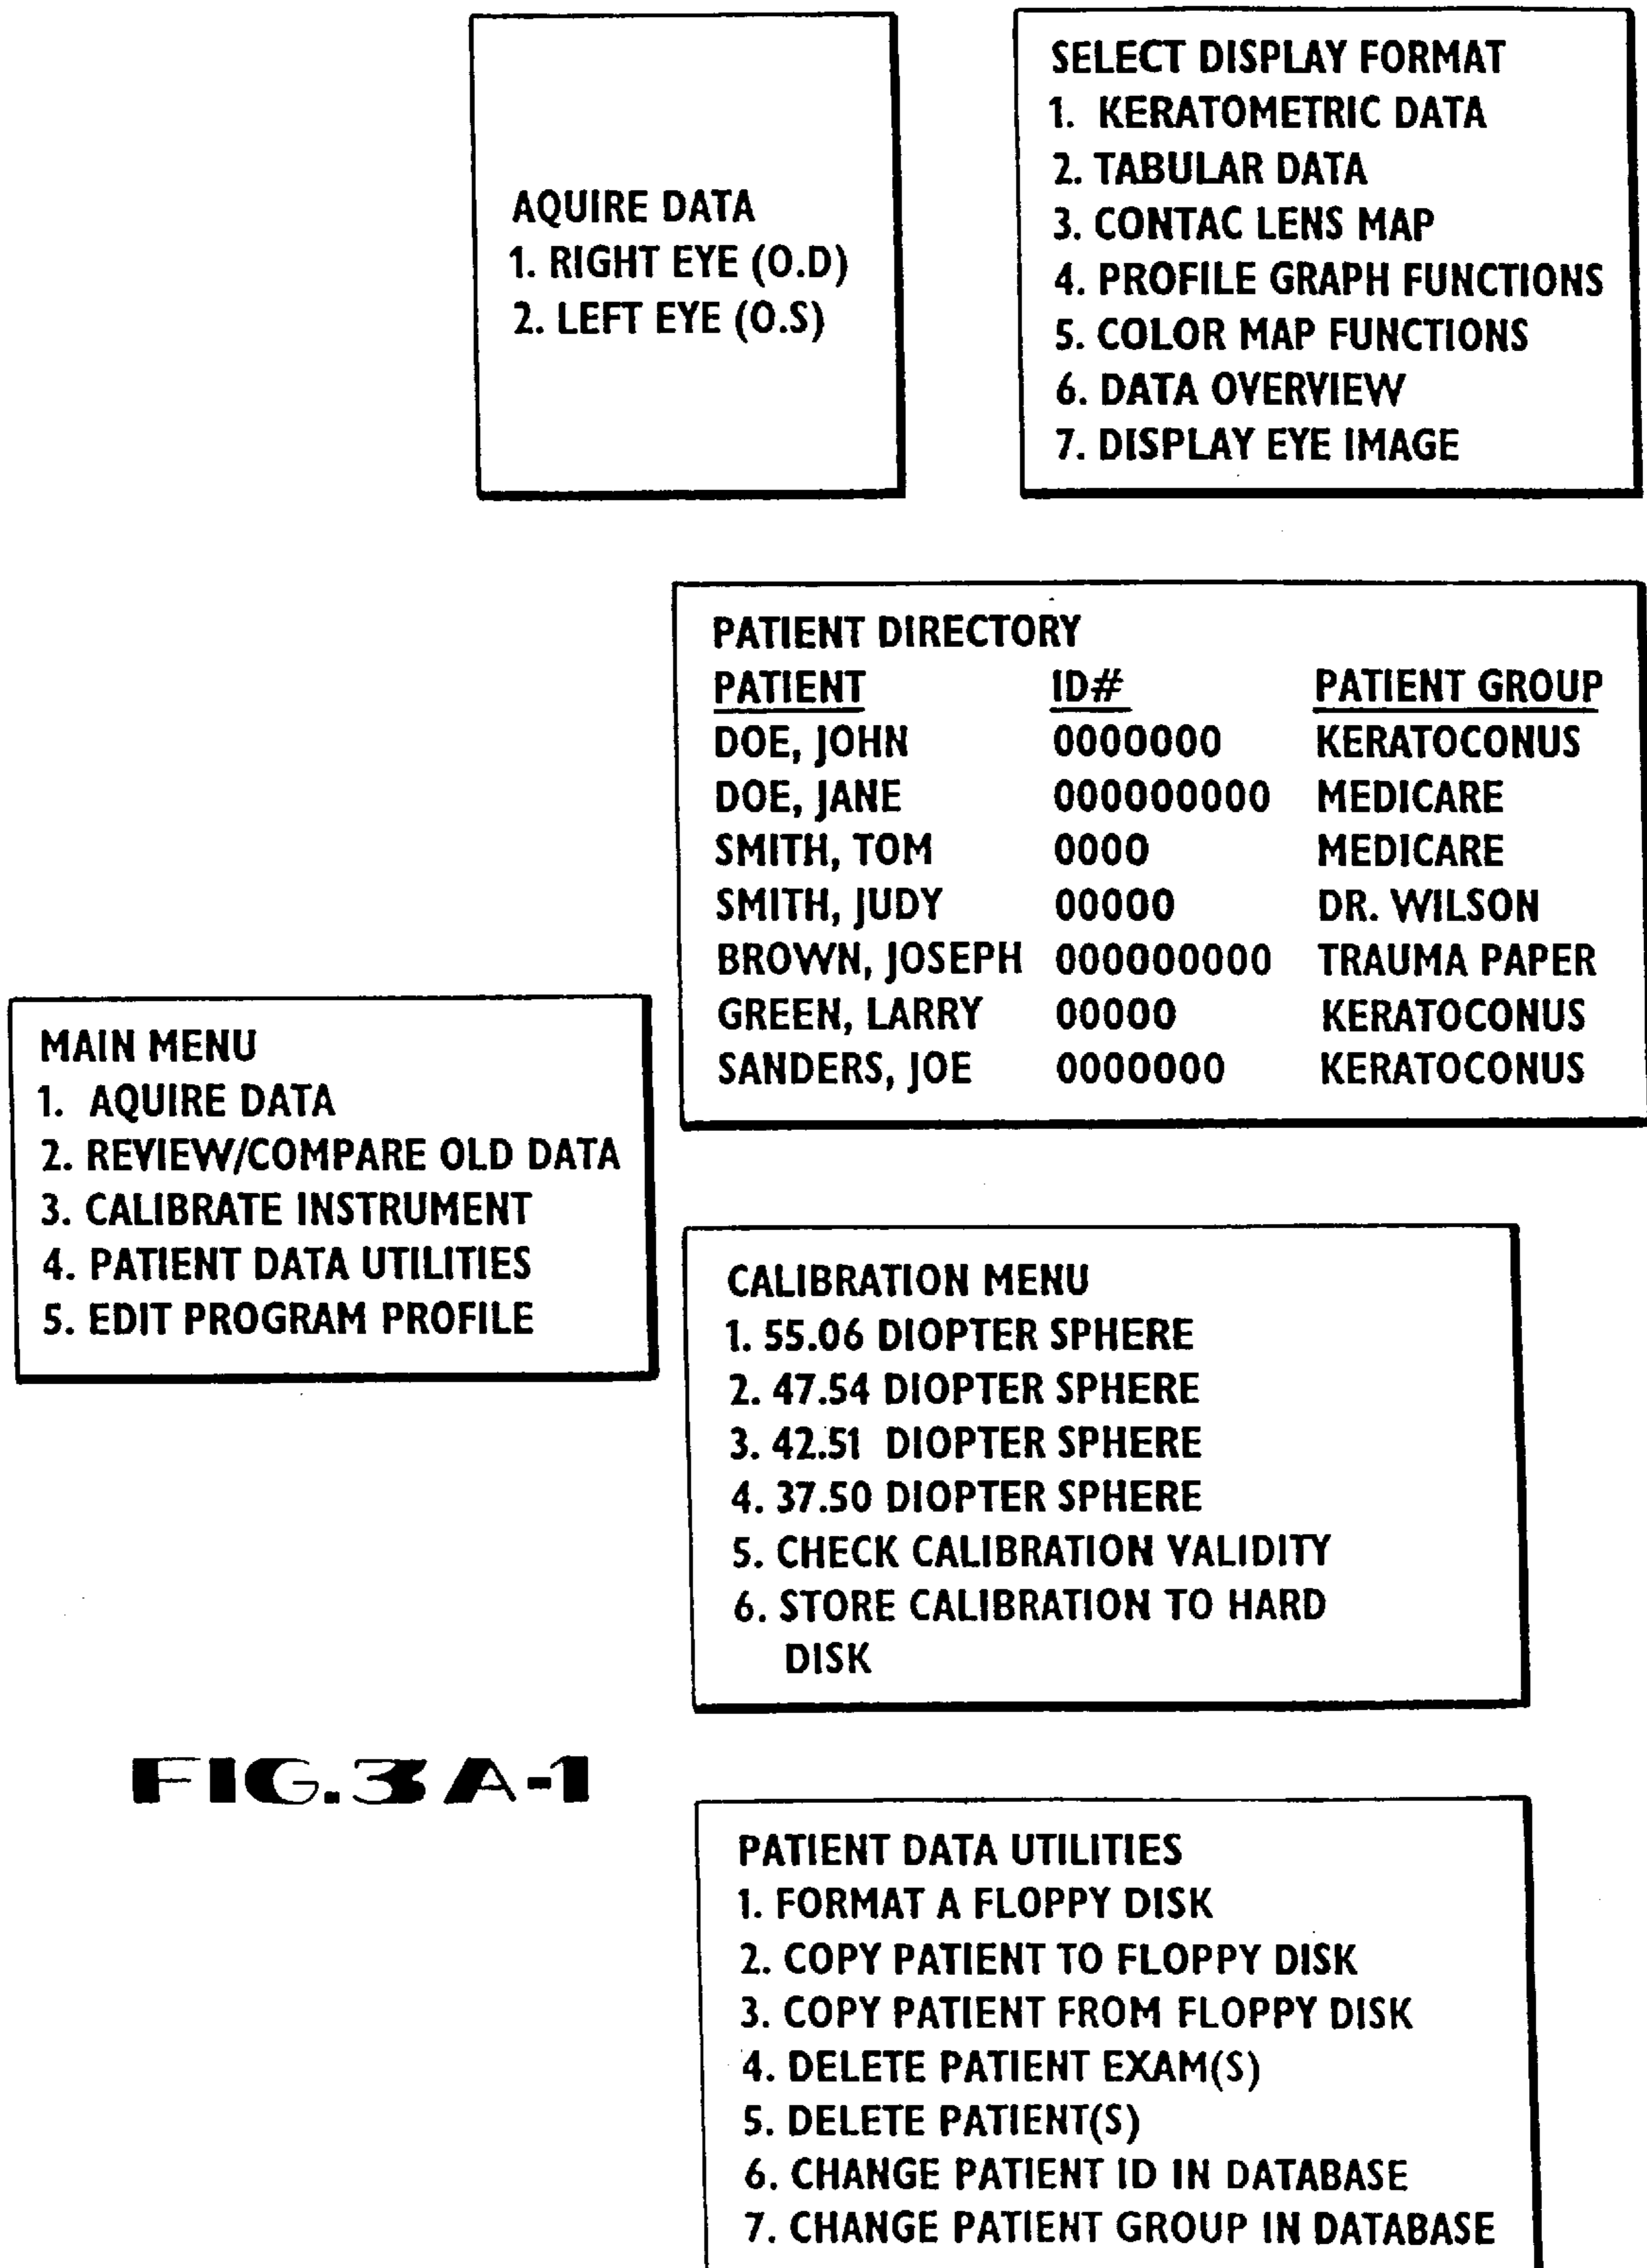 AQUIRE DATA
1. RIGHT EYE (O.D)
2. LEFT EYE (O.S)
SELECT DISPLAY FORMAT
1. KERATOMETRIC DATA
2. TABULAR DATA
3. CONTAC LENS MAP
4. PROFILE GRAPH FUNCTIONS
5. COLOR MAP FUNCTIONS
6. DATA OVERVIEW
7. DISPLAY EYE IMAGE
PATIENT DIRECTORY
PATIENT ID# PATIENT GROUP
DOE, JOHN 0000000 KERATOCONUS
DOE, JANE 000000000 MEDICARE
SMITH, TOM 0000 MEDICARE
SMITH, JUDY 00000 DR. WILSON
BROWN, JOSEPH 000000000 TRAUMA PAPER
GREEN, LARRY 00000 KERATOCONUS
SANDERS, JOE 0000000 KERATOCONUS
MAIN MENU
1. AQUIRE DATA
2. REVIEW/COMPARE OLD DATA
3. CALIBRATE INSTRUMENT
4. PATIENT DATA UTILITIES
5. EDIT PROGRAM PROFILE
CALIBRATION MENU
1. 55.06 DIOPTER SPHERE
2. 47.54 DIOPTER SPHERE
3. 42.51 DIOPTER SPHERE
4. 37.50 DIOPTER SPHERE
5. CHECK CALIBRATION VALIDITY
6. STORE CALIBRATION TO HARD
DISK
FIG.3A-1
PATIENT DATA UTILITIES
1. FORMAT A FLOPPY DISK
2. COPY PATIENT TO FLOPPY DISK
3. COPY PATIENT FROM FLOPPY DISK
4. DELETE PATIENT EXAM(S)
5. DELETE PATIENT(S)
6. CHANGE PATIENT ID IN DATABASE
7. CHANGE PATIENT GROUP IN DATABASE